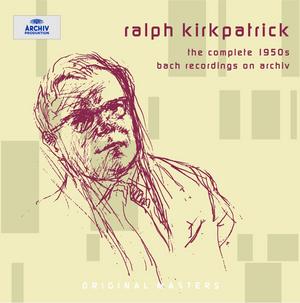 ARCHIV
PRODUKTION
ralph kirkpatrick
the complete 1950s
bach recordings on archiv
ORIGINAL MASTERS